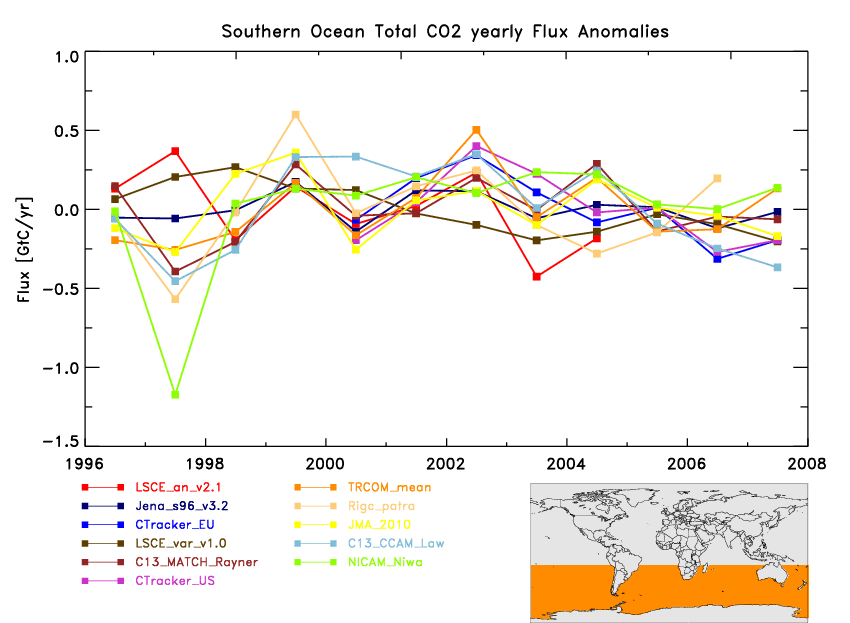 Southern Ocean Total CO2 yearly Flux Anomalies
1.0
0.5
0.0
-0.5
-1.0
-1.5
Flux [GtC/yr]
1996 1998 2000 2002 2004 2006 2008
LSCE_an_v2.1
Jena_s96_v3.2
CTracker_EU
LSCE_var_v1.0
C13_MATCH_Rayner
CTracker_US
TRCOM_mean
Rigc_patra
JMA_2010
C13_CCAM_Law
NICAM_Niwa